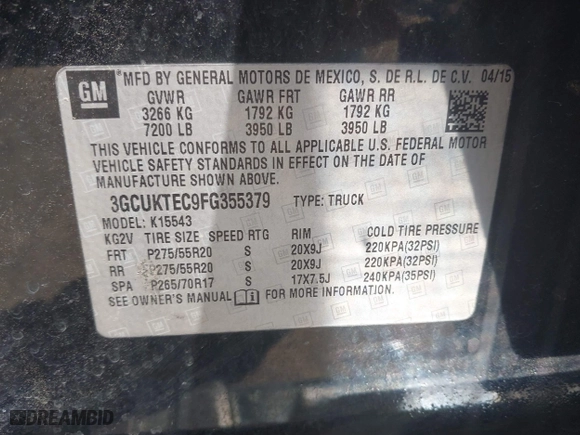 GM
MFD BY GENERAL MOTORS DE MEXICO, S. DE R.L. DE C.V. 04/15
GVWR GAWR FRT GAWR RR
3266 KG 1792 KG 1792 KG
7200 LB 3950 LB 3950 LB
THIS VEHICLE CONFORMS TO ALL APPLICABLE U.S. FEDERAL MOTOR
VEHICLE SAFETY STANDARDS IN EFFECT ON THE DATE OF
MANUFACTURE SHOWN ABOVE.
3GCUKTEC9FG355379 TYPE: TRUCK
MODEL: K15543
KG2V TIRE SIZE SPEED RTG RIM COLD TIRE PRESSURE
FRT P275/55R20 S 20X9J 220KPA(32PSI)
RR P275/55R20 S 20X9J 220KPA(32PSI)
SPA P265/70R17 S 17X7.5J 240KPA(35PSI)
SEE OWNER'S MANUAL i FOR MORE INFORMATION.
DREAMBID